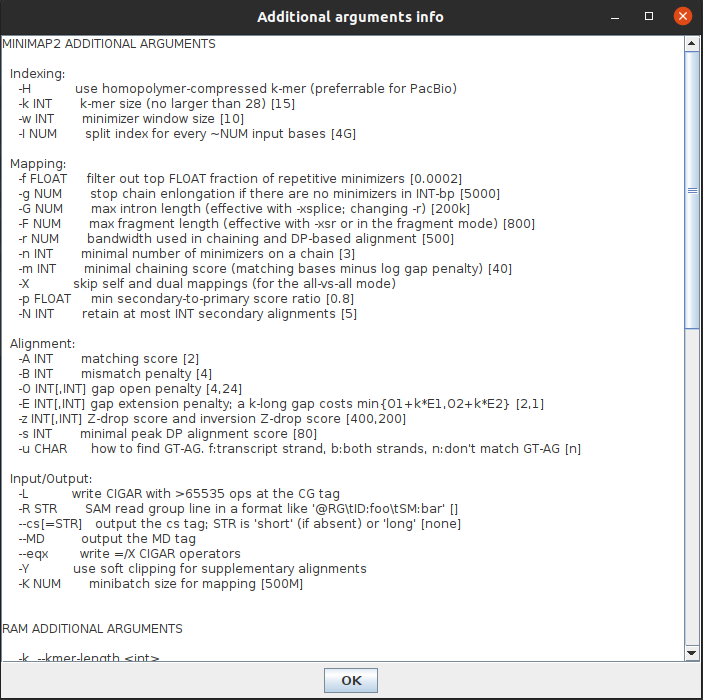 Additional arguments info
MINIMAP2 ADDITIONAL ARGUMENTS
Indexing:
-H use homopolymer-compressed k-mer (preferrable for PacBio)
-k INT k-mer size (no larger than 28) [15]
-w INT minimizer window size [10]
-I NUM split index for every ~NUM input bases [4G]
Mapping:
-f FLOAT filter out top FLOAT fraction of repetitive minimizers [0.0002]
-g NUM stop chain enlongation if there are no minimizers in INT-bp [5000]
-G NUM max intron length (effective with -xsplice; changing -r) [200k]
-F NUM max fragment length (effective with -xsr or in the fragment mode) [800]
-r NUM bandwidth used in chaining and DP-based alignment [500]
-n INT minimal number of minimizers on a chain [3]
-m INT minimal chaining score (matching bases minus log gap penalty) [40]
-X skip self and dual mappings (for the all-vs-all mode)
-p FLOAT min secondary-to-primary score ratio [0.8]
-N INT retain at most INT secondary alignments [5]
Alignment:
-A INT matching score [2]
-B INT mismatch penalty [4]
-O INT[,INT] gap open penalty [4,24]
-E INT[,INT] gap extension penalty; a k-long gap costs min{O1+k*E1,O2+k*E2} [2,1]
-z INT[,INT] Z-drop score and inversion Z-drop score [400,200]
-s INT minimal peak DP alignment score [80]
-u CHAR how to find GT-AG. f:transcript strand, b:both strands, n:don't match GT-AG [n]
Input/Output:
-L write CIGAR with >65535 ops at the CG tag
-R STR SAM read group line in a format like '@RG\tID:foo\tSM:bar' []
--cs[=STR] output the cs tag; STR is 'short' (if absent) or 'long' [none]
--MD output the MD tag
--eqx write =/X CIGAR operators
-Y use soft clipping for supplementary alignments
-K NUM minibatch size for mapping [500M]
RAM ADDITIONAL ARGUMENTS
-k, --kmer-length <int>
OK